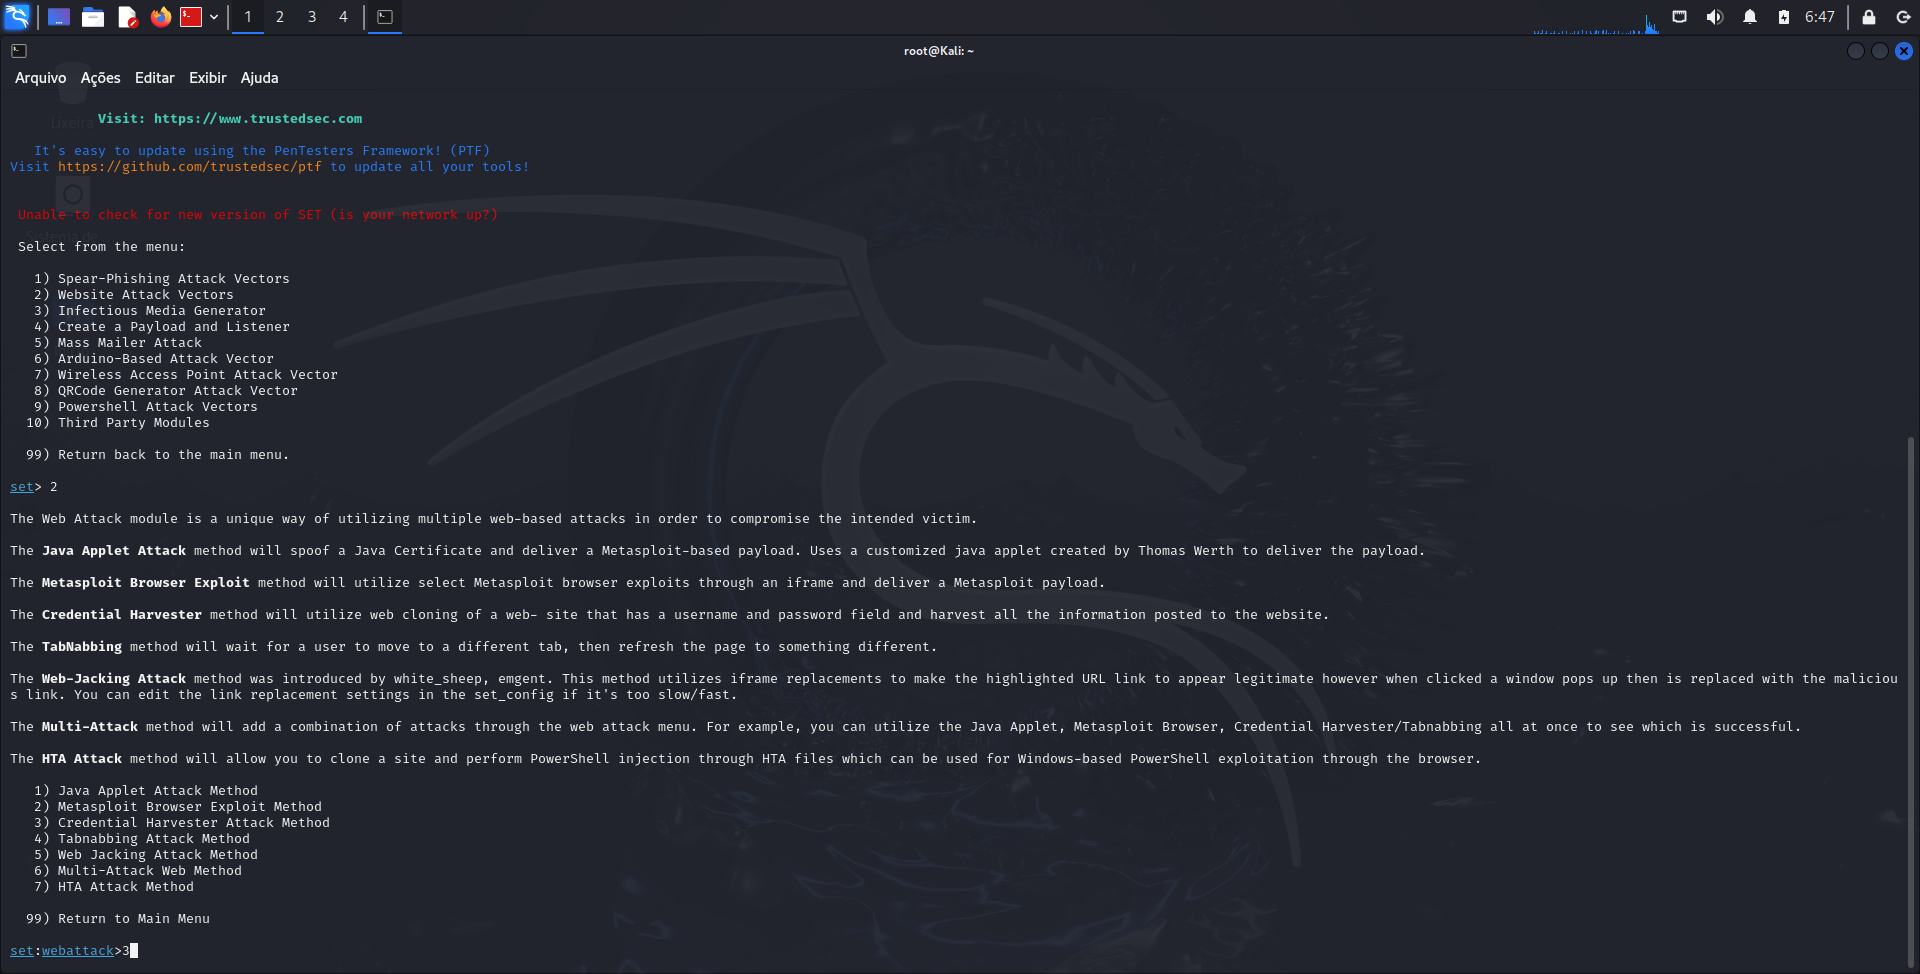 1 2 3 4 6:47
root@Kali: ~
Arquivo Ações Editar Exibir Ajuda
Lixeira
Visit: https://www.trustedsec.com
It's easy to update using the PenTesters Framework! (PTF)
Visit https://github.com/trustedsec/ptf to update all your tools!
Unable to check for new version of SET (is your network up?)
Sistema de
Select from the menu:
1) Spear-Phishing Attack Vectors
2) Website Attack Vectors
3) Infectious Media Generator
4) Create a Payload and Listener
5) Mass Mailer Attack
6) Arduino-Based Attack Vector
7) Wireless Access Point Attack Vector
8) QRCode Generator Attack Vector
9) Powershell Attack Vectors
10) Third Party Modules
99) Return back to the main menu.
set> 2
The Web Attack module is a unique way of utilizing multiple web-based attacks in order to compromise the intended victim.
The Java Applet Attack method will spoof a Java Certificate and deliver a Metasploit-based payload. Uses a customized java applet created by Thomas Werth to deliver the payload.
The Metasploit Browser Exploit method will utilize select Metasploit browser exploits through an iframe and deliver a Metasploit payload.
The Credential Harvester method will utilize web cloning of a web- site that has a username and password field and harvest all the information posted to the website.
The TabNabbing method will wait for a user to move to a different tab, then refresh the page to something different.
The Web-Jacking Attack method was introduced by white_sheep, emgent. This method utilizes iframe replacements to make the highlighted URL link to appear legitimate however when clicked a window pops up then is replaced with the maliciou
s link. You can edit the link replacement settings in the set_config if it's too slow/fast.
The Multi-Attack method will add a combination of attacks through the web attack menu. For example, you can utilize the Java Applet, Metasploit Browser, Credential Harvester/Tabnabbing all at once to see which is successful.
The HTA Attack method will allow you to clone a site and perform PowerShell injection through HTA files which can be used for Windows-based PowerShell exploitation through the browser.
1) Java Applet Attack Method
2) Metasploit Browser Exploit Method
3) Credential Harvester Attack Method
4) Tabnabbing Attack Method
5) Web Jacking Attack Method
6) Multi-Attack Web Method
7) HTA Attack Method
99) Return to Main Menu
set:webattack>3